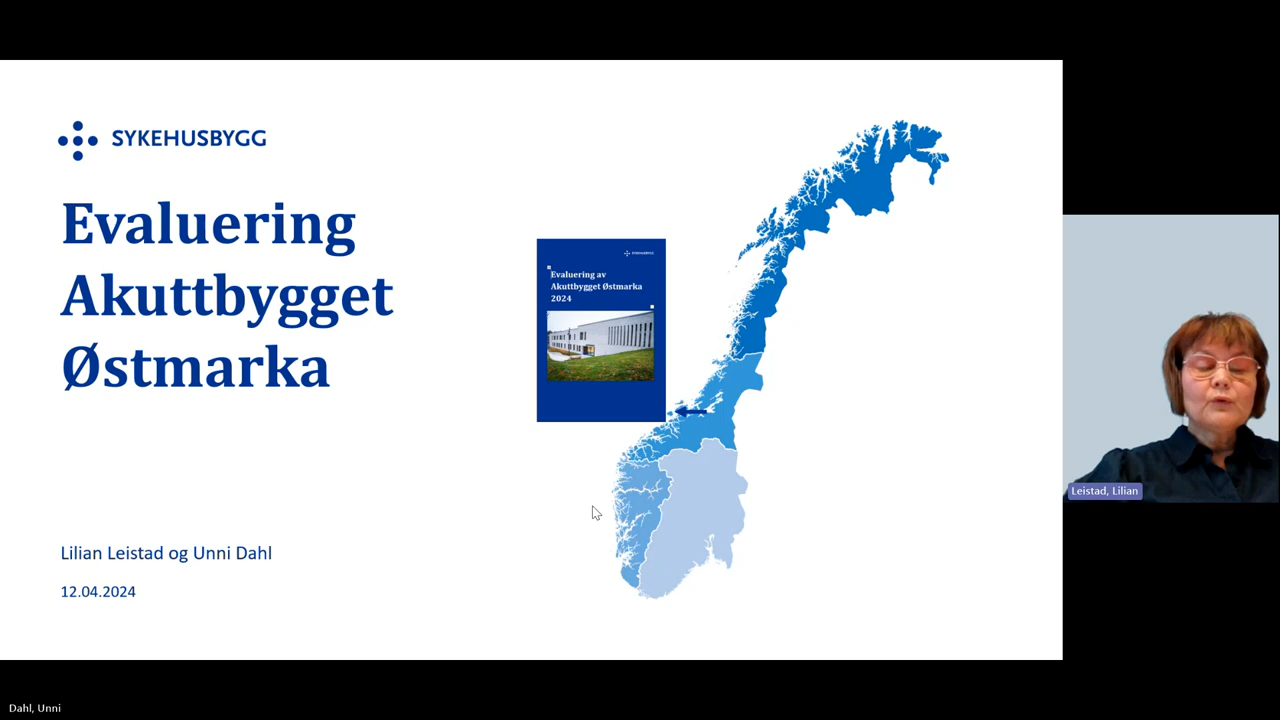 SYKEHUSBYGG
Evaluering
Akuttbygget
Østmarka
Lilian Leistad og Unni Dahl
12.04.2024
SYKEHUSBYGG
Evaluering av
Akuttbygget Østmarka
2024
Leistad, Lilian
Dahl, Unni